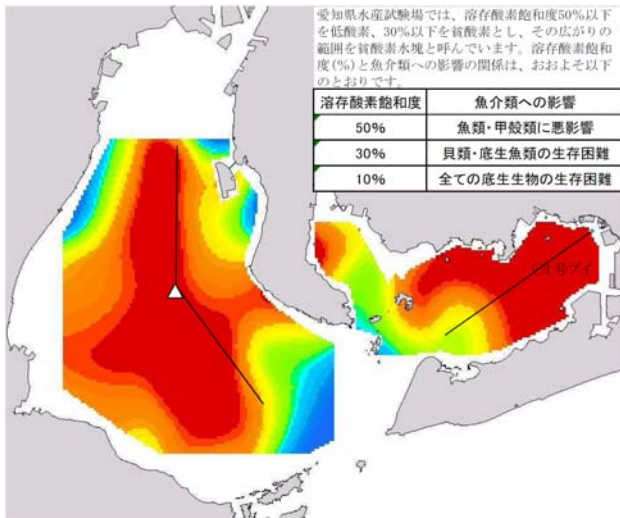 愛知県水産試験場では、溶存酸素飽和度50%以下
を低酸素、30%以下を貧酸素とし、その広がりの
範囲を貧酸素水塊と呼んでいます。溶存酸素飽和
度(%)と魚介類への影響の関係は、おおよそ以下
のとおりです。
溶存酸素飽和度 魚介類への影響
50% 魚類・甲殻類に悪影響
30% 貝類・底生魚類の生存困難
10% 全ての底生生物の生存困難
号ブイ